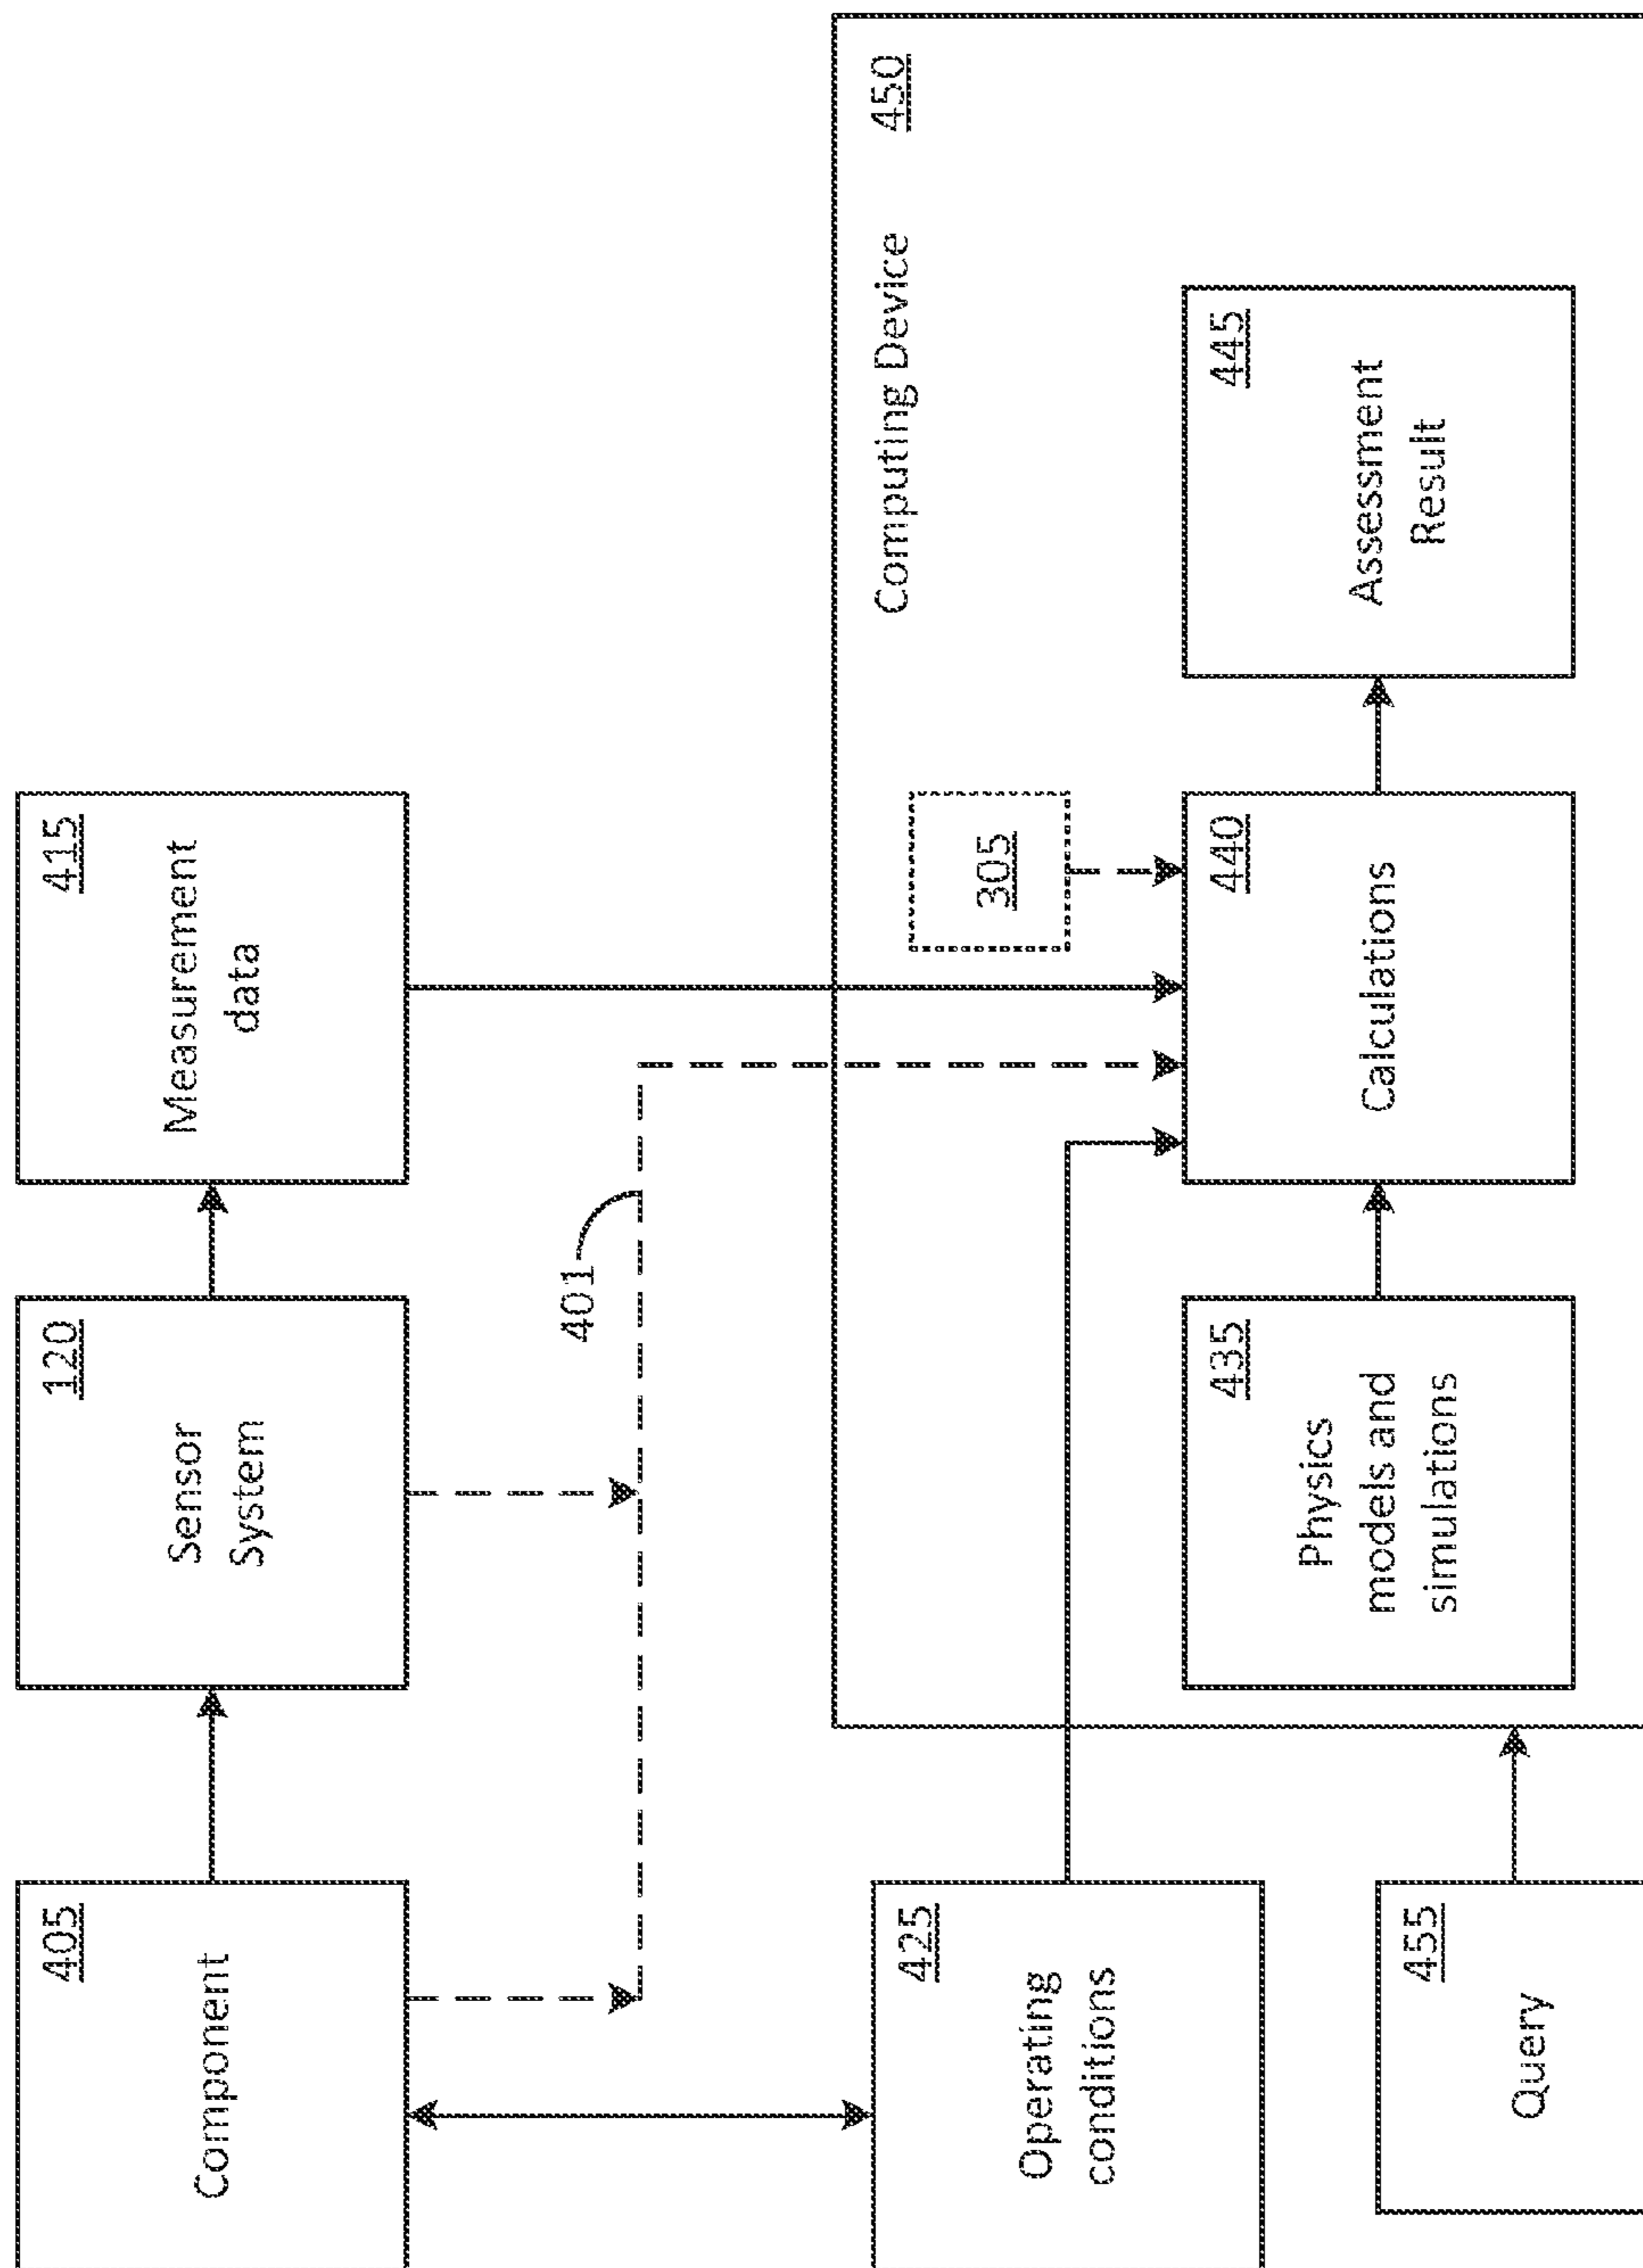 405
Component
120
Sensor
System
415
Measurement
data
401
425
Operating
conditions
455
Query
Computing Device 450
305
435
Physics
models and
simulations
440
Calculations
445
Assessment
Result